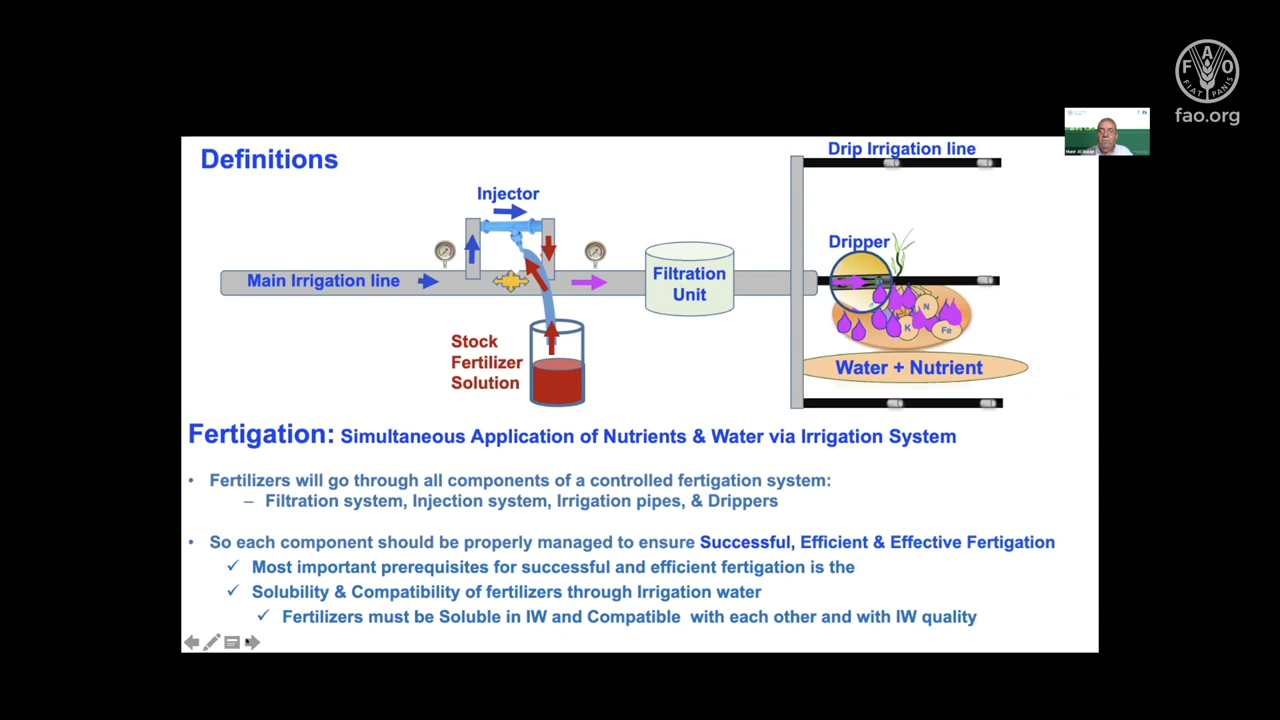 FAO
FIAT PANIS
fao.org
Definitions
Drip Irrigation line
Injector
Dripper
Main Irrigation line
Filtration
Unit
N
K
Fe
Stock
Fertilizer
Solution
Water + Nutrient
Fertigation: Simultaneous Application of Nutrients & Water via Irrigation System
• Fertilizers will go through all components of a controlled fertigation system:
– Filtration system, Injection system, Irrigation pipes, & Drippers
• So each component should be properly managed to ensure Successful, Efficient & Effective Fertigation
✓ Most important prerequisites for successful and efficient fertigation is the
✓ Solubility & Compatibility of fertilizers through Irrigation water
✓ Fertilizers must be Soluble in IW and Compatible with each other and with IW quality